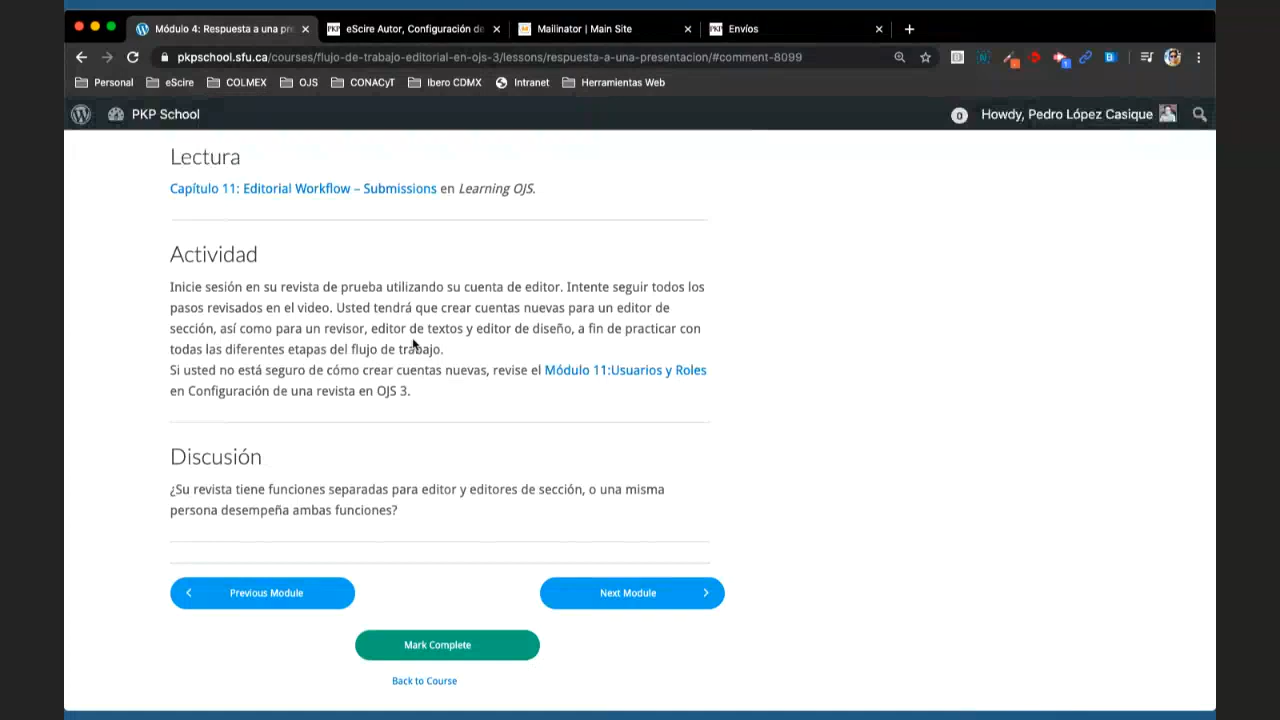 Módulo 4: Respuesta a una pre
eScire Autor, Configuración de
Mailinator | Main Site
Envíos
pkpschool.sfu.ca/courses/flujo-de-trabajo-editorial-en-ojs-3/lessons/respuesta-a-una-presentacion/#comment-8099
Personal eScire COLMEX OJS CONACyT Ibero CDMX Intranet Herramientas Web
PKP School 0 Howdy, Pedro López Casique
Lectura
Capítulo 11: Editorial Workflow – Submissions en Learning OJS.
Actividad
Inicie sesión en su revista de prueba utilizando su cuenta de editor. Intente seguir todos los
pasos revisados en el video. Usted tendrá que crear cuentas nuevas para un editor de
sección, así como para un revisor, editor de textos y editor de diseño, a fin de practicar con
todas las diferentes etapas del flujo de trabajo.
Si usted no está seguro de cómo crear cuentas nuevas, revise el Módulo 11:Usuarios y Roles
en Configuración de una revista en OJS 3.
Discusión
¿Su revista tiene funciones separadas para editor y editores de sección, o una misma
persona desempeña ambas funciones?
Previous Module
Next Module
Mark Complete
Back to Course